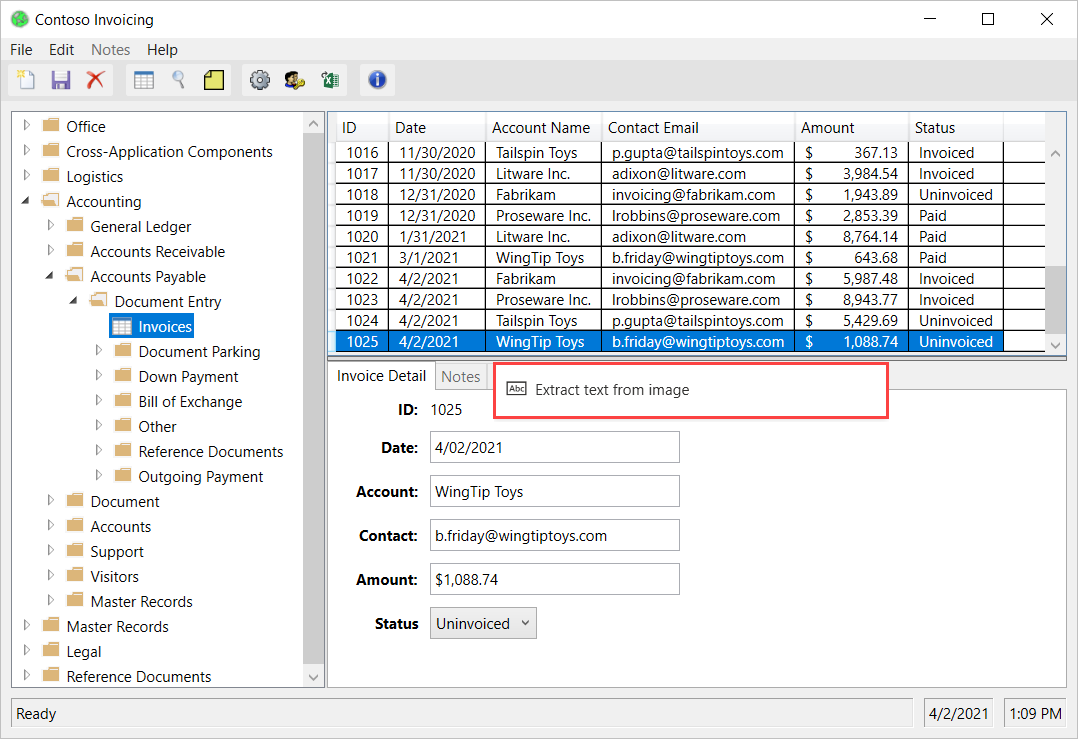 Contoso Invoicing
File Edit Notes Help
Office
Cross-Application Components
Logistics
Accounting
General Ledger
Accounts Receivable
Accounts Payable
Document Entry
Invoices
Document Parking
Down Payment
Bill of Exchange
Other
Reference Documents
Outgoing Payment
Document
Accounts
Support
Visitors
Master Records
Master Records
Legal
Reference Documents
ID Date Account Name Contact Email Amount Status
1016 11/30/2020 Tailspin Toys p.gupta@tailspintoys.com $ 367.13 Invoiced
1017 11/30/2020 Litware Inc. adixon@litware.com $ 3,984.54 Invoiced
1018 12/31/2020 Fabrikam invoicing@fabrikam.com $ 1,943.89 Uninvoiced
1019 12/31/2020 Proseware Inc. lrobbins@proseware.com $ 2,853.39 Paid
1020 1/31/2021 Litware Inc. adixon@litware.com $ 8,764.14 Paid
1021 3/1/2021 WingTip Toys b.friday@wingtiptoys.com $ 643.68 Paid
1022 4/2/2021 Fabrikam invoicing@fabrikam.com $ 5,987.48 Invoiced
1023 4/2/2021 Proseware Inc. lrobbins@proseware.com $ 8,943.77 Invoiced
1024 4/2/2021 Tailspin Toys p.gupta@tailspintoys.com $ 5,429.69 Uninvoiced
1025 4/2/2021 WingTip Toys b.friday@wingtiptoys.com $ 1,088.74 Uninvoiced
Invoice Detail Notes
Abc Extract text from image
ID: 1025
Date: 4/02/2021
Account: WingTip Toys
Contact: b.friday@wingtiptoys.com
Amount: $1,088.74
Status Uninvoiced
Ready 4/2/2021 1:09 PM